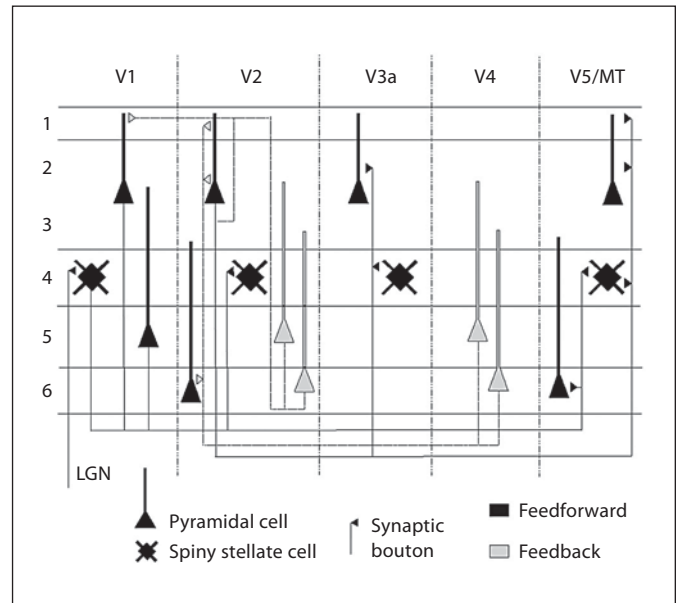 V1 V2 V3a V4 V5/MT
1
2
3
4
5
6
LGN
Pyramidal cell
Spiny stellate cell
Synaptic
bouton
Feedforward
Feedback